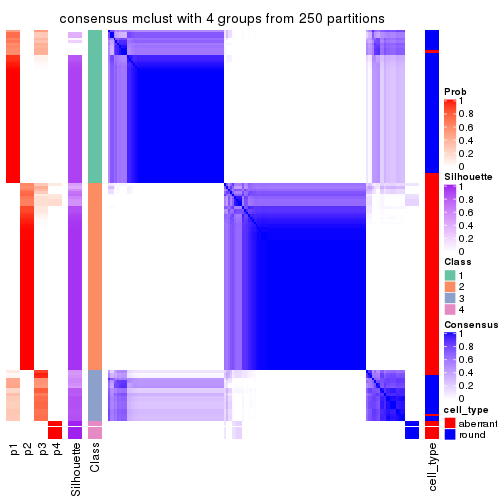 consensus mclust with 4 groups from 250 partitions
Prob
1
0.8
0.6
0.4
0.2
0
Silhouette
1
0.8
0.6
0.4
0.2
0
Class
1
2
3
4
Consensus
1
0.8
0.6
0.4
0.2
0
cell_type
aberrant
round
p1
p2
p3
p4
Silhouette
Class
cell_type